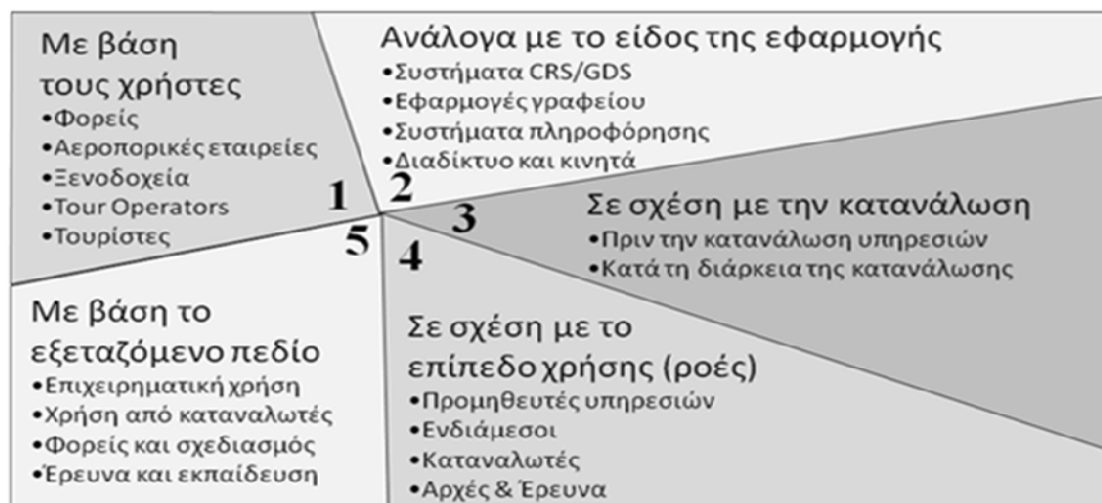 Με βάση
τους χρήστες
•Φορείς
•Αεροπορικές εταιρείες
•Ξενοδοχεία
•Tour Operators
•Τουρίστες
1
Ανάλογα με το είδος της εφαρμογής
•Συστήματα CRS/GDS
•Εφαρμογές γραφείου
•Συστήματα πληροφόρησης
•Διαδίκτυο και κινητά
2
3
Σε σχέση με την κατανάλωση
•Πριν την κατανάλωση υπηρεσιών
•Κατά τη διάρκεια της κατανάλωσης
4
Σε σχέση με το
επίπεδο χρήσης (ροές)
•Προμηθευτές υπηρεσιών
•Ενδιάμεσοι
•Καταναλωτές
•Αρχές & Έρευνα
5
Με βάση το
εξεταζόμενο πεδίο
•Επιχειρηματική χρήση
•Χρήση από καταναλωτές
•Φορείς και σχεδιασμός
•Έρευνα και εκπαίδευση